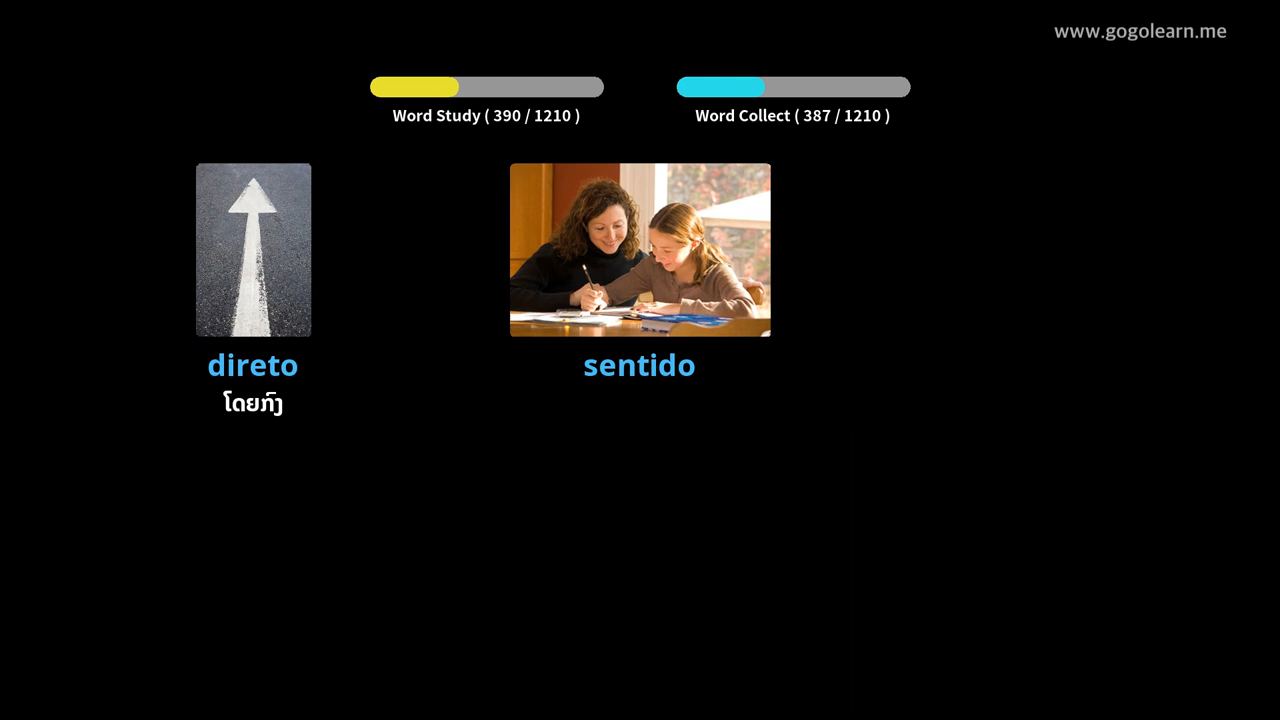 www.gogolearn.me
Word Study ( 390 / 1210 )
Word Collect ( 387 / 1210 )
direto
sentido
ໂດຍກົງ